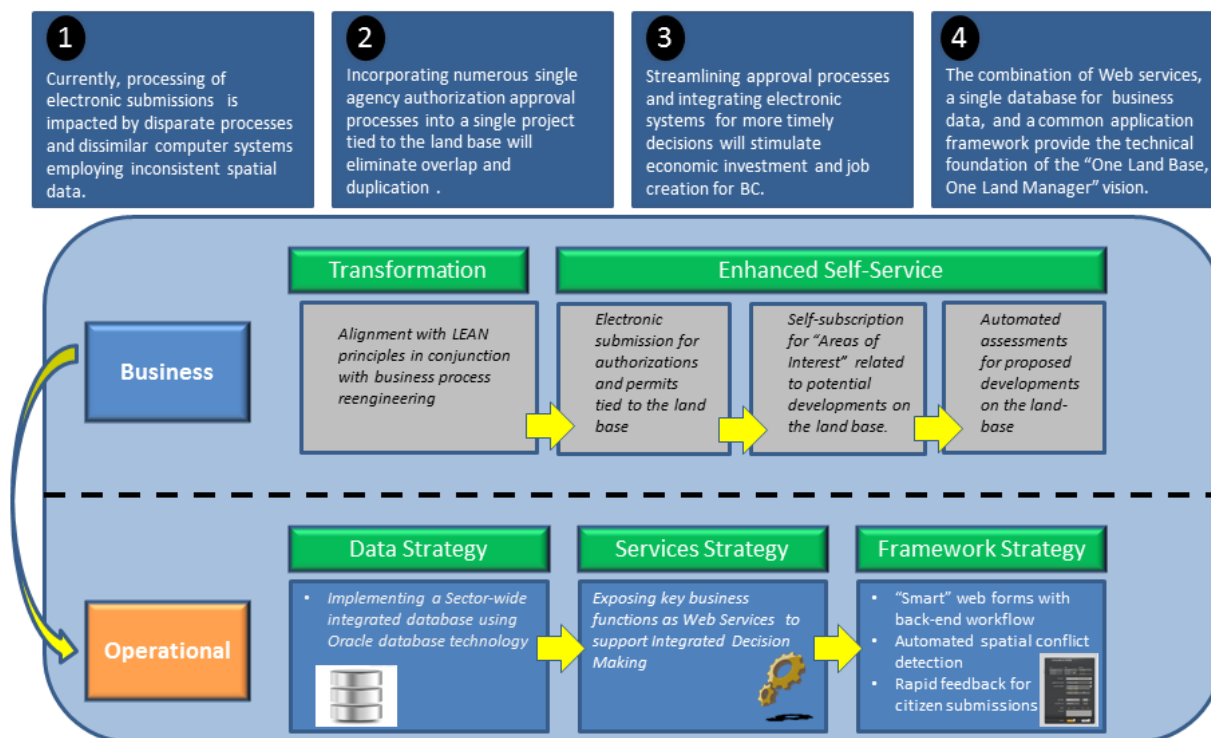 1
Currently, processing of
electronic submissions is
impacted by disparate processes
and dissimilar computer systems
employing inconsistent spatial
data.
2
Incorporating numerous single
agency authorization approval
processes into a single project
tied to the land base will
eliminate overlap and
duplication .
3
Streamlining approval processes
and integrating electronic
systems for more timely
decisions will stimulate
economic investment and job
creation for BC.
4
The combination of Web services,
a single database for business
data, and a common application
framework provide the technical
foundation of the “One Land Base,
One Land Manager” vision.
Business
Transformation
Alignment with LEAN
principles in conjunction
with business process
reengineering
Enhanced Self-Service
Electronic
submission for
authorizations
and permits
tied to the land
base
Self-subscription
for “Areas of
Interest” related
to potential
developments on
the land base.
Automated
assessments
for proposed
developments
on the land-
base
Operational
Data Strategy
• Implementing a Sector-wide
integrated database using
Oracle database technology
Services Strategy
Exposing key business
functions as Web Services to
support Integrated Decision
Making
Framework Strategy
• “Smart” web forms with
back-end workflow
• Automated spatial conflict
detection
• Rapid feedback for
citizen submissions